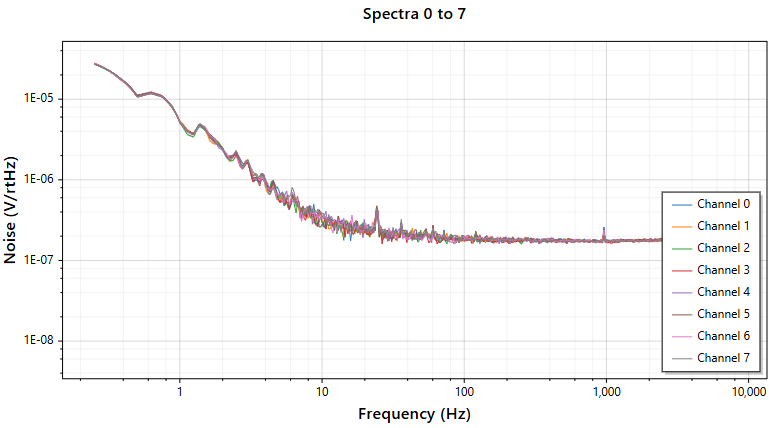 Spectra 0 to 7
Noise (V/rtHz)
1E-05
1E-06
1E-07
1E-08
Channel 0
Channel 1
Channel 2
Channel 3
Channel 4
Channel 5
Channel 6
Channel 7
1 10 100 1,000 10,000
Frequency (Hz)